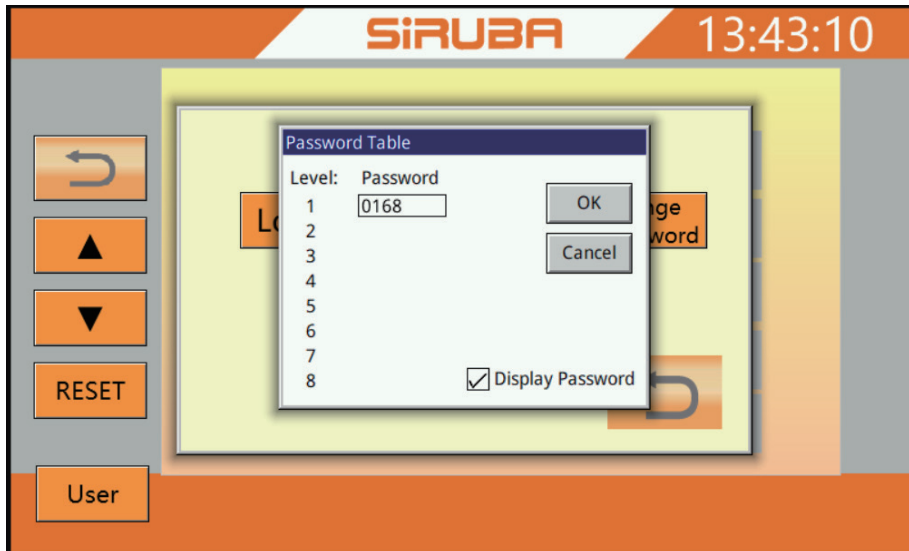 SiRUBA
13:43:10
Password Table
Level: Password
1 0168
2
3
4
5
6
7
8
OK
Cancel
Display Password
RESET
User